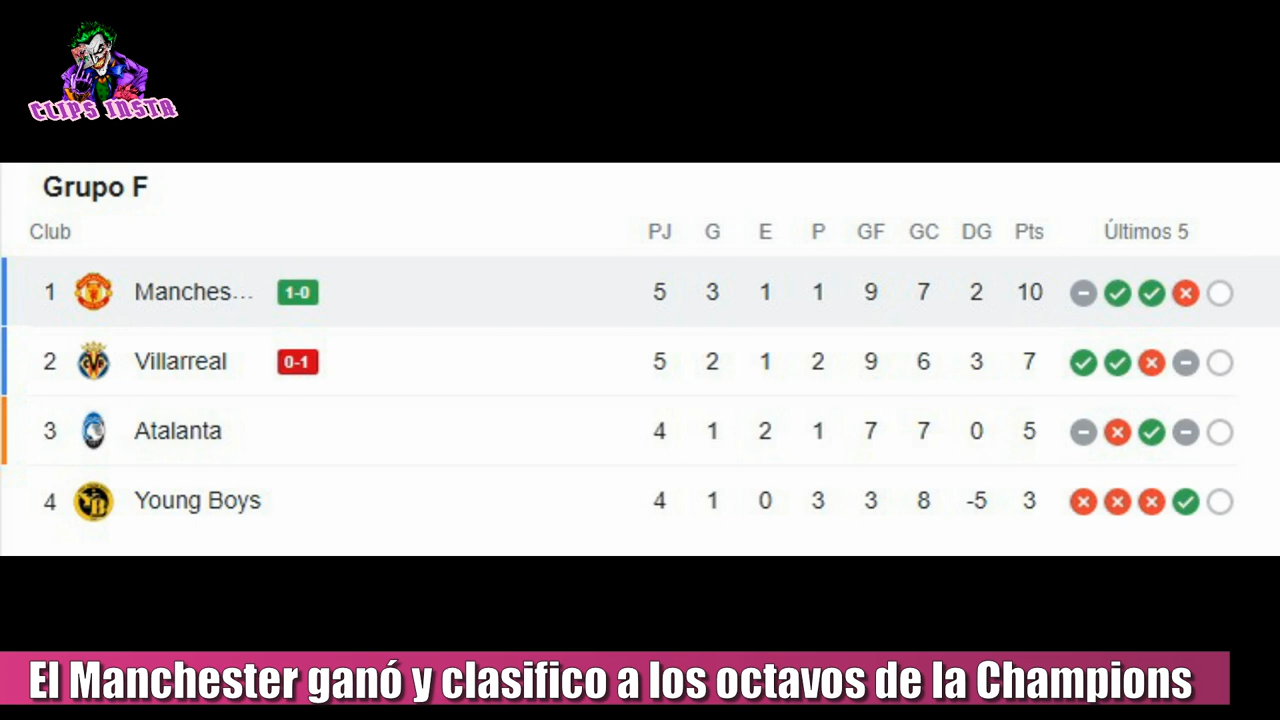 CLIPS INSTA
Grupo F
Club PJ G E P GF GC DG Pts Últimos 5
1 Manches... 1-0 5 3 1 1 9 7 2 10
2 Villarreal 0-1 5 2 1 2 9 6 3 7
3 Atalanta 4 1 2 1 7 7 0 5
4 Young Boys 4 1 0 3 3 8 -5 3
El Manchester ganó y clasifico a los octavos de la Champions